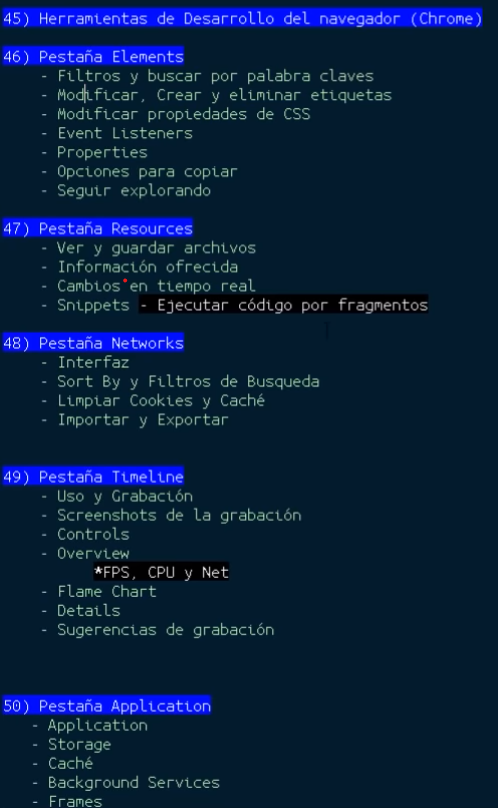 45) Herramientas de Desarrollo del navegador (Chrome)
46) Pestaña Elements
- Filtros y buscar por palabra claves
- Modificar, Crear y eliminar etiquetas
- Modificar propiedades de CSS
- Event Listeners
- Properties
- Opciones para copiar
- Seguir explorando
47) Pestaña Resources
- Ver y guardar archivos
- Información ofrecida
- Cambios en tiempo real
- Snippets - Ejecutar código por fragmentos
48) Pestaña Networks
- Interfaz
- Sort By y Filtros de Busqueda
- Limpiar Cookies y Caché
- Importar y Exportar
49) Pestaña Timeline
- Uso y Grabación
- Screenshots de la grabación
- Controls
- Overview
*FPS, CPU y Net
- Flame Chart
- Details
- Sugerencias de grabación
50) Pestaña Application
- Application
- Storage
- Caché
- Background Services
- Frames